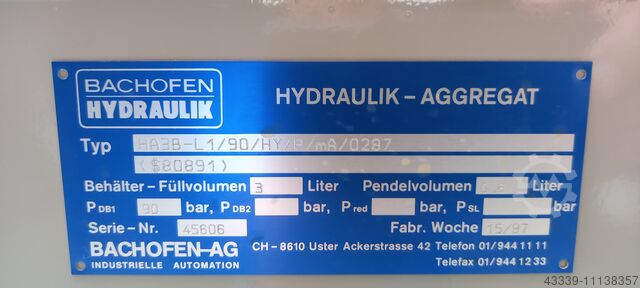 BACHOFEN
HYDRAULIK
HYDRAULIK – AGGREGAT
Typ HA3B-L1/90/HY/P/mA/0287
($80891)
Behälter – Füllvolumen 3 Liter Pendelvolumen Liter
P DB1 90 bar, P DB2 bar, P red bar, P SL bar
Serie – Nr. 45606 Fabr. Woche 15/97
BACHOFEN-AG CH – 8610 Uster Ackerstrasse 42 Telefon 01/944 11 11
INDUSTRIELLE AUTOMATION Telefax 01/944 12 33
43339-11138357